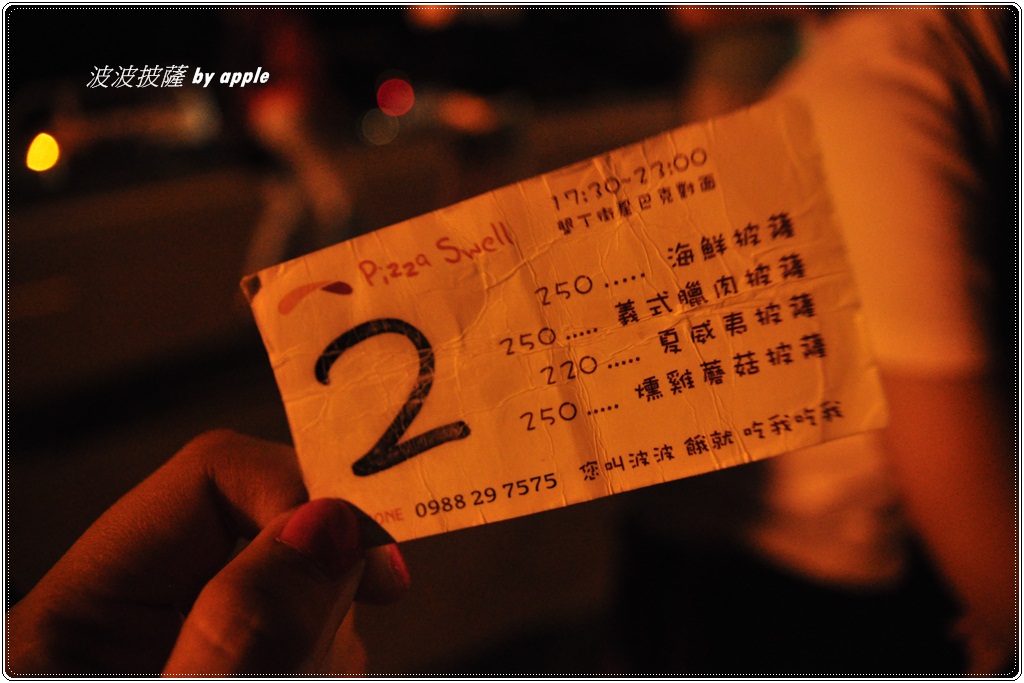 波波披薩 by apple
17:30~23:00
墾丁街星巴克對面
Pizza Swell
2
250 ..... 海鮮披薩
250 ..... 義式臘肉披薩
220 ..... 夏威夷披薩
250 ..... 燻雞蘑菇披薩
ONE 0988 29 7575 您叫波波 餓就 吃我吃我